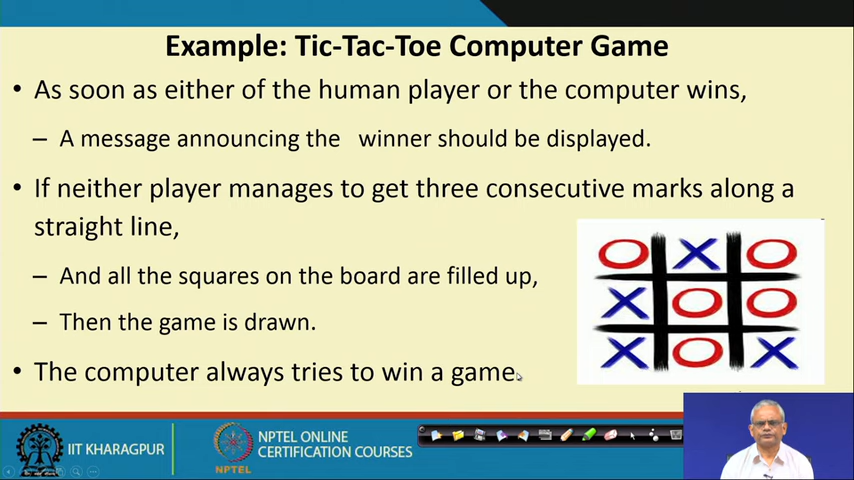 Example: Tic-Tac-Toe Computer Game
• As soon as either of the human player or the computer wins,
– A message announcing the winner should be displayed.
• If neither player manages to get three consecutive marks along a
straight line,
– And all the squares on the board are filled up,
– Then the game is drawn.
• The computer always tries to win a game.
O X O
X O O
X O X
IIT KHARAGPUR
NPTEL
NPTEL ONLINE
CERTIFICATION COURSES